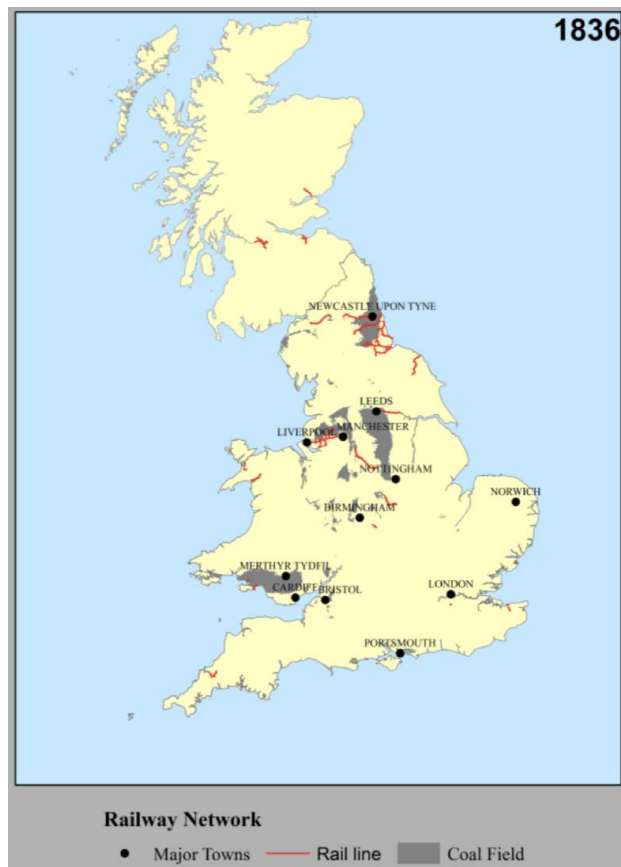 1836
NEWCASTLE UPON TYNE
LEEDS
LIVERPOOL
MANCHESTER
NOTTINGHAM
NORWICH
BIRMINGHAM
MERTHYR TYDFIL
CARDIFF
BRISTOL
LONDON
PORTSMOUTH
Railway Network
Major Towns
Rail line
Coal Field